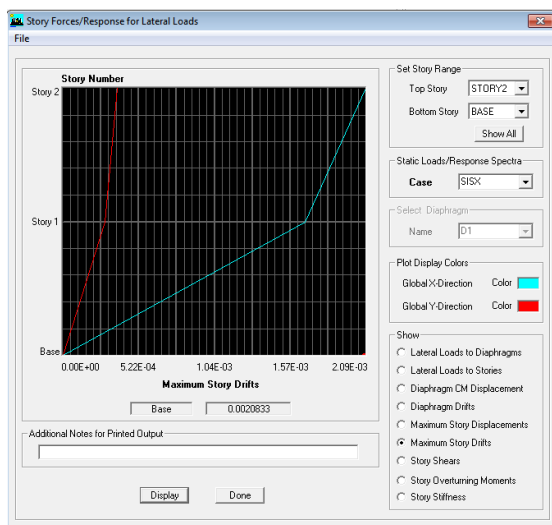 Story Forces/Response for Lateral Loads
File
Story Number
Story 2
Story 1
Base
0.00E+00 5.22E-04 1.04E-03 1.57E-03 2.09E-03
Maximum Story Drifts
Base 0.0020833
Additional Notes for Printed Output
Display Done
Set Story Range
Top Story STORY2
Bottom Story BASE
Show All
Static Loads/Response Spectra
Case SISX
Select Diaphragm
Name D1
Plot Display Colors
Global X-Direction Color
Global Y-Direction Color
Show
Lateral Loads to Diaphragms
Lateral Loads to Stories
Diaphragm CM Displacement
Diaphragm Drifts
Maximum Story Displacements
Maximum Story Drifts
Story Shears
Story Overturning Moments
Story Stiffness